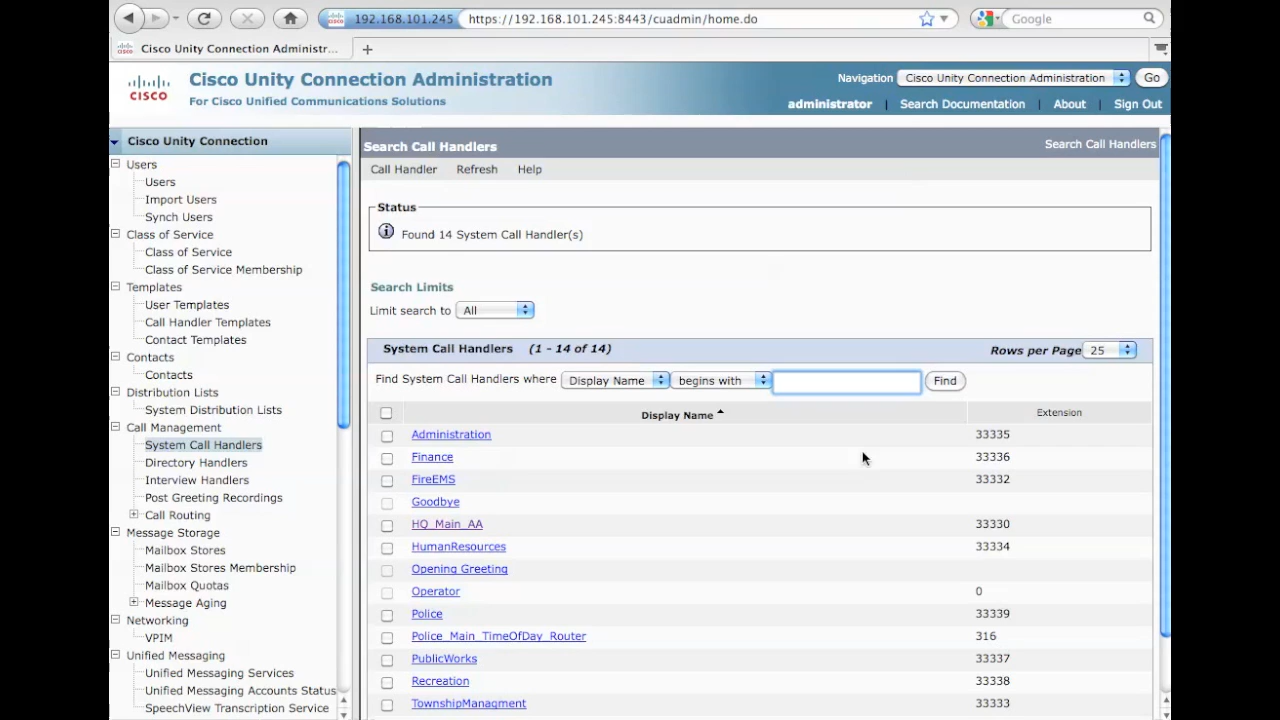 192.168.101.245 https://192.168.101.245:8443/cuadmin/home.do Google
Cisco Unity Connection Administr... +
CISCO
Cisco Unity Connection Administration
For Cisco Unified Communications Solutions
Navigation Cisco Unity Connection Administration Go
administrator | Search Documentation | About | Sign Out
Cisco Unity Connection
Users
Users
Import Users
Synch Users
Class of Service
Class of Service
Class of Service Membership
Templates
User Templates
Call Handler Templates
Contact Templates
Contacts
Contacts
Distribution Lists
System Distribution Lists
Call Management
System Call Handlers
Directory Handlers
Interview Handlers
Post Greeting Recordings
Call Routing
Message Storage
Mailbox Stores
Mailbox Stores Membership
Mailbox Quotas
Message Aging
Networking
VPIM
Unified Messaging
Unified Messaging Services
Unified Messaging Accounts Status
SpeechView Transcription Service
Search Call Handlers
Search Call Handlers
Call Handler Refresh Help
Status
Found 14 System Call Handler(s)
Search Limits
Limit search to All
System Call Handlers (1 - 14 of 14) Rows per Page 25
Find System Call Handlers where Display Name begins with Find
Display Name Extension
Administration 33335
Finance 33336
FireEMS 33332
Goodbye
HQ_Main_AA 33330
HumanResources 33334
Opening Greeting
Operator 0
Police 33339
Police_Main_TimeOfDay_Router 316
PublicWorks 33337
Recreation 33338
TownshipManagment 33333